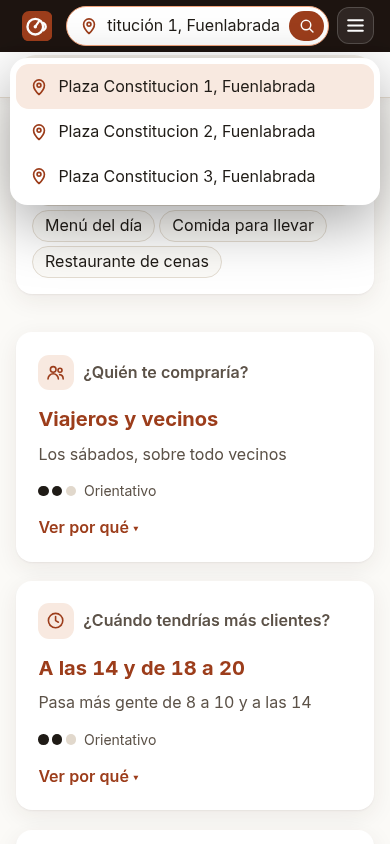 titución 1, Fuenlabrada
Plaza Constitucion 1, Fuenlabrada
Plaza Constitucion 2, Fuenlabrada
Plaza Constitucion 3, Fuenlabrada
Menú del día
Comida para llevar
Restaurante de cenas
¿Quién te compraría?
Viajeros y vecinos
Los sábados, sobre todo vecinos
Orientativo
Ver por qué ▾
¿Cuándo tendrías más clientes?
A las 14 y de 18 a 20
Pasa más gente de 8 a 10 y a las 14
Orientativo
Ver por qué ▾